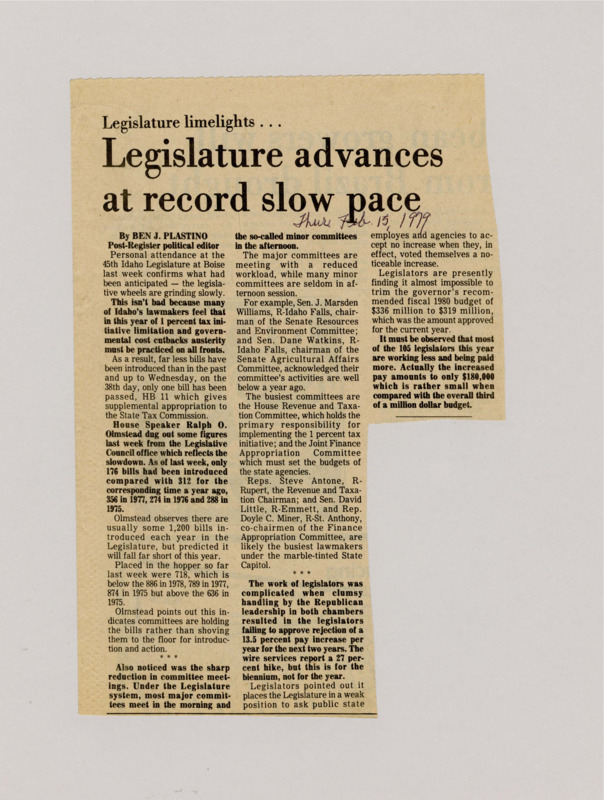 Legislature limelights . . .
Legislature advances
at record slow pace
Thurs Feb. 15, 1979
By BEN J. PLASTINO
Post-Register political editor
Personal attendance at the
45th Idaho Legislature at Boise
last week confirms what had
been anticipated — the legisla-
tive wheels are grinding slowly.
This isn't bad because many
of Idaho's lawmakers feel that
in this year of 1 percent tax ini-
tiative limitation and govern-
mental cost cutbacks austerity
must be practiced on all fronts.
As a result, far less bills have
been introduced than in the past
and up to Wednesday, on the
38th day, only one bill has been
passed, HB 11 which gives
supplemental appropriation to
the State Tax Commission.
House Speaker Ralph O.
Olmstead dug out some figures
last week from the Legislative
Council office which reflects the
slowdown. As of last week, only
176 bills had been introduced
compared with 312 for the
corresponding time a year ago,
356 in 1977, 274 in 1976 and 288 in
1975.
Olmstead observes there are
usually some 1,200 bills in-
troduced each year in the
Legislature, but predicted it
will fall far short of this year.
Placed in the hopper so far
last week were 718, which is
below the 886 in 1978, 789 in 1977,
874 in 1975 but above the 636 in
1975.
Olmstead points out this in-
dicates committees are holding
the bills rather than shoving
them to the floor for introduc-
tion and action.
* * *
Also noticed was the sharp
reduction in committee meet-
ings. Under the Legislature
system, most major commit-
tees meet in the morning and
the so-called minor committees
in the afternoon.
The major committees are
meeting with a reduced
workload, while many minor
committees are seldom in af-
ternoon session.
For example, Sen. J. Marsden
Williams, R-Idaho Falls, chair-
man of the Senate Resources
and Environment Committee;
and Sen. Dane Watkins, R-
Idaho Falls, chairman of the
Senate Agricultural Affairs
Committee, acknowledged their
committee's activities are well
below a year ago.
The busiest committees are
the House Revenue and Taxa-
tion Committee, which holds the
primary responsibility for
implementing the 1 percent tax
initiative; and the Joint Finance
Appropriation Committee
which must set the budgets of
the state agencies.
Reps. Steve Antone, R-
Rupert, the Revenue and Taxa-
tion Chairman; and Sen. David
Little, R-Emmett, and Rep.
Doyle C. Miner, R-St. Anthony,
co-chairmen of the Finance
Appropriation Committee, are
likely the busiest lawmakers
under the marble-tinted State
Capitol.
* * *
The work of legislators was
complicated when clumsy
handling by the Republican
leadership in both chambers
resulted in the legislators
failing to approve rejection of a
13.5 percent pay increase per
year for the next two years. The
wire services report a 27 per-
cent hike, but this is for the
biennium, not for the year.
Legislators pointed out it
places the Legislature in a weak
position to ask public state
employes and agencies to ac-
cept no increase when they, in
effect, voted themselves a no-
ticeable increase.
Legislators are presently
finding it almost impossible to
trim the governor's recom-
mended fiscal 1980 budget of
$336 million to $319 million,
which was the amount approved
for the current year.
It must be observed that most
of the 105 legislators this year
are working less and being paid
more. Actually the increased
pay amounts to only $180,000
which is rather small when
compared with the overall third
of a million dollar budget.